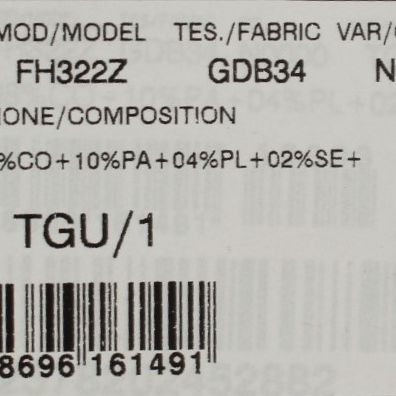 MOD/MODEL TES./FABRIC VAR/
FH322Z GDB34 N
IONE/COMPOSITION
%CO+10%PA+04%PL+02%SE+
TGU/1
8696 161491